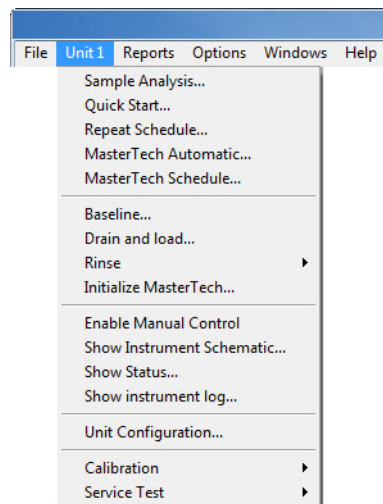 File Unit 1 Reports Options Windows Help
Sample Analysis...
Quick Start...
Repeat Schedule...
MasterTech Automatic...
MasterTech Schedule...
Baseline...
Drain and load...
Rinse
Initialize MasterTech...
Enable Manual Control
Show Instrument Schematic...
Show Status...
Show instrument log...
Unit Configuration...
Calibration
Service Test